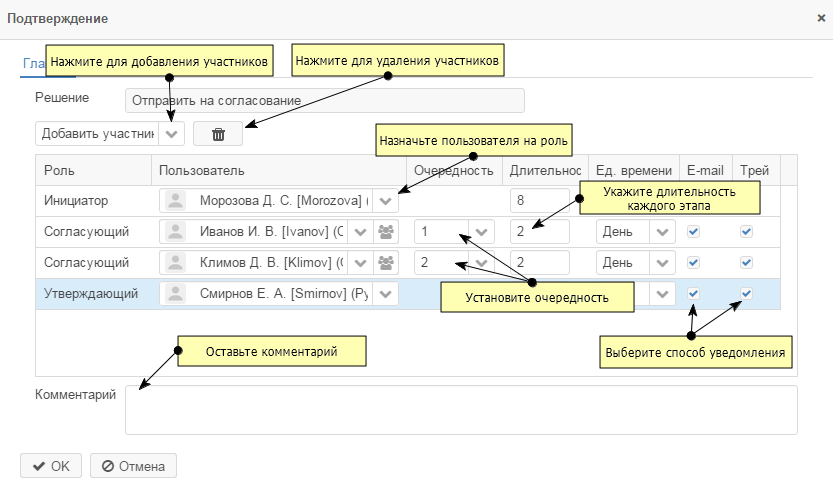 Подтверждение
Гла
Нажмите для добавления участников
Нажмите для удаления участников
Решение
Отправить на согласование
Добавить участник
Назначьте пользователя на роль
Роль Пользователь Очередность Длительнос Ед. времени E-mail Трей
Инициатор Морозова Д. С. [Morozova] ( 8
Укажите длительность
каждого этапа
Согласующий Иванов И. В. [Ivanov] (С 1 2 День
Согласующий Климов Д. В. [Klimov] ( 2 2 День
Утверждающий Смирнов Е. А. [Smirnov] (Ру
Установите очередность
Оставьте комментарий
Выберите способ уведомления
Комментарий
OK Отмена